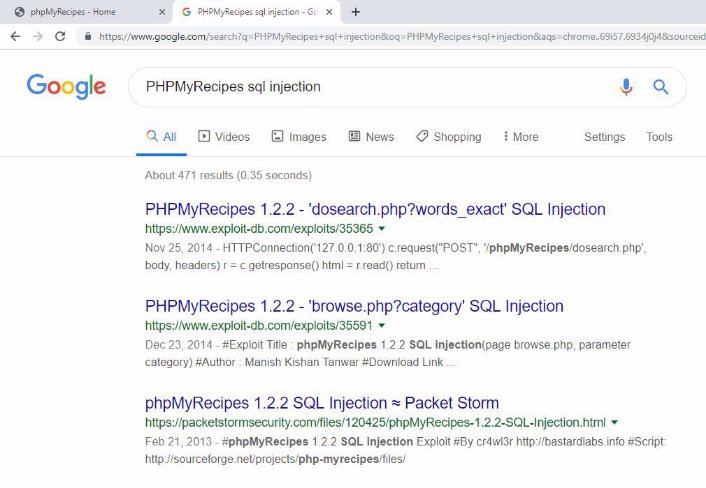 phpMyRecipes - Home
PHPMyRecipes sql injection - Go
https://www.google.com/search?q=PHPMyRecipes+sql+injection&oq=PHPMyRecipes+sql+injection&aqs=chrome..69i57.6934j0j4&sourceid
Google
PHPMyRecipes sql injection
All Videos Images News Shopping More Settings Tools
About 471 results (0.35 seconds)
PHPMyRecipes 1.2.2 - 'dosearch.php?words_exact' SQL Injection
https://www.exploit-db.com/exploits/35365
Nov 25, 2014 - HTTPConnection('127.0.0.1:80') c.request("POST", '/phpMyRecipes/dosearch.php',
body, headers) r = c.getresponse() html = r.read() return ...
PHPMyRecipes 1.2.2 - 'browse.php?category' SQL Injection
https://www.exploit-db.com/exploits/35591
Dec 23, 2014 - #Exploit Title : phpMyRecipes 1.2.2 SQL injection(page browse.php, parameter
category) #Author : Manish Kishan Tanwar #Download Link ...
phpMyRecipes 1.2.2 SQL Injection ≈ Packet Storm
https://packetstormsecurity.com/files/120425/phpMyRecipes-1.2.2-SQL-Injection.html
Feb 21, 2013 - #phpMyRecipes 1.2.2 SQL Injection Exploit #By cr4wl3r http://bastardlabs.info #Script:
http://sourceforge.net/projects/php-myrecipes/files/